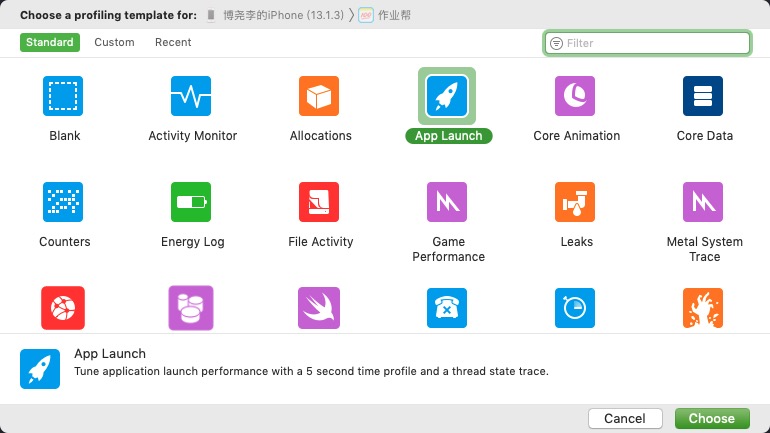 Choose a profiling template for: 博尧李的iPhone (13.1.3) 作业帮
Standard Custom Recent Filter
Blank Activity Monitor Allocations App Launch Core Animation Core Data
Counters Energy Log File Activity Game Performance Leaks Metal System Trace
App Launch
Tune application launch performance with a 5 second time profile and a thread state trace.
Cancel Choose